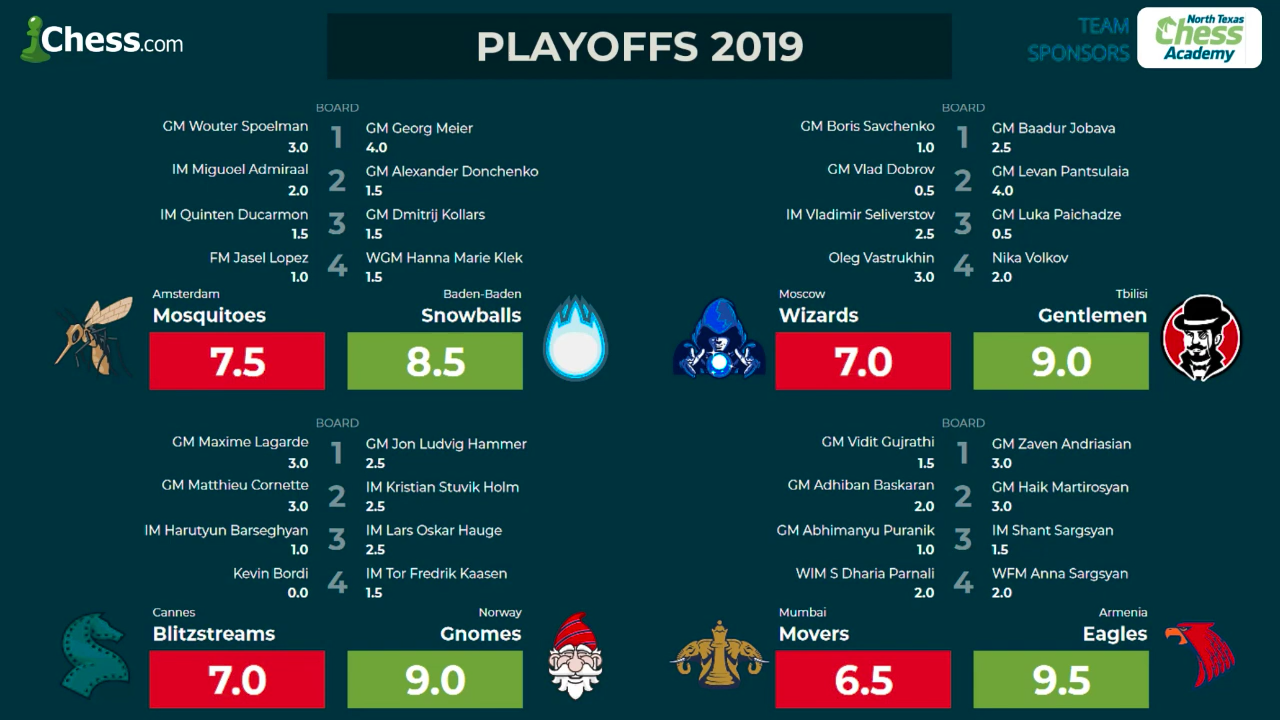 Chess.com
PLAYOFFS 2019
TEAM
SPONSORS
North Texas
Chess
Academy
BOARD
GM Wouter Spoelman 1 GM Georg Meier
3.0 4.0
IM Miguoel Admiraal 2 GM Alexander Donchenko
2.0 1.5
IM Quinten Ducarmon 3 GM Dmitrij Kollars
1.5 1.5
FM Jasel Lopez 4 WGM Hanna Marie Klek
1.0 1.5
Amsterdam Baden-Baden
Mosquitoes Snowballs
7.5 8.5
BOARD
GM Boris Savchenko 1 GM Baadur Jobava
1.0 2.5
GM Vlad Dobrov 2 GM Levan Pantsulaia
0.5 4.0
IM Vladimir Seliverstov 3 GM Luka Paichadze
2.5 0.5
Oleg Vastrukhin 4 Nika Volkov
3.0 2.0
Moscow Tbilisi
Wizards Gentlemen
7.0 9.0
BOARD
GM Maxime Lagarde 1 GM Jon Ludvig Hammer
3.0 2.5
GM Matthieu Cornette 2 IM Kristian Stuvik Holm
3.0 2.5
IM Harutyun Barseghyan 3 IM Lars Oskar Hauge
1.0 2.5
Kevin Bordi 4 IM Tor Fredrik Kaasen
0.0 1.5
Cannes Norway
Blitzstreams Gnomes
7.0 9.0
BOARD
GM Vidit Gujrathi 1 GM Zaven Andriasian
1.5 3.0
GM Adhiban Baskaran 2 GM Haik Martirosyan
2.0 3.0
GM Abhimanyu Puranik 3 IM Shant Sargsyan
1.0 1.5
WIM S Dharia Parnali 4 WFM Anna Sargsyan
2.0 2.0
Mumbai Armenia
Movers Eagles
6.5 9.5